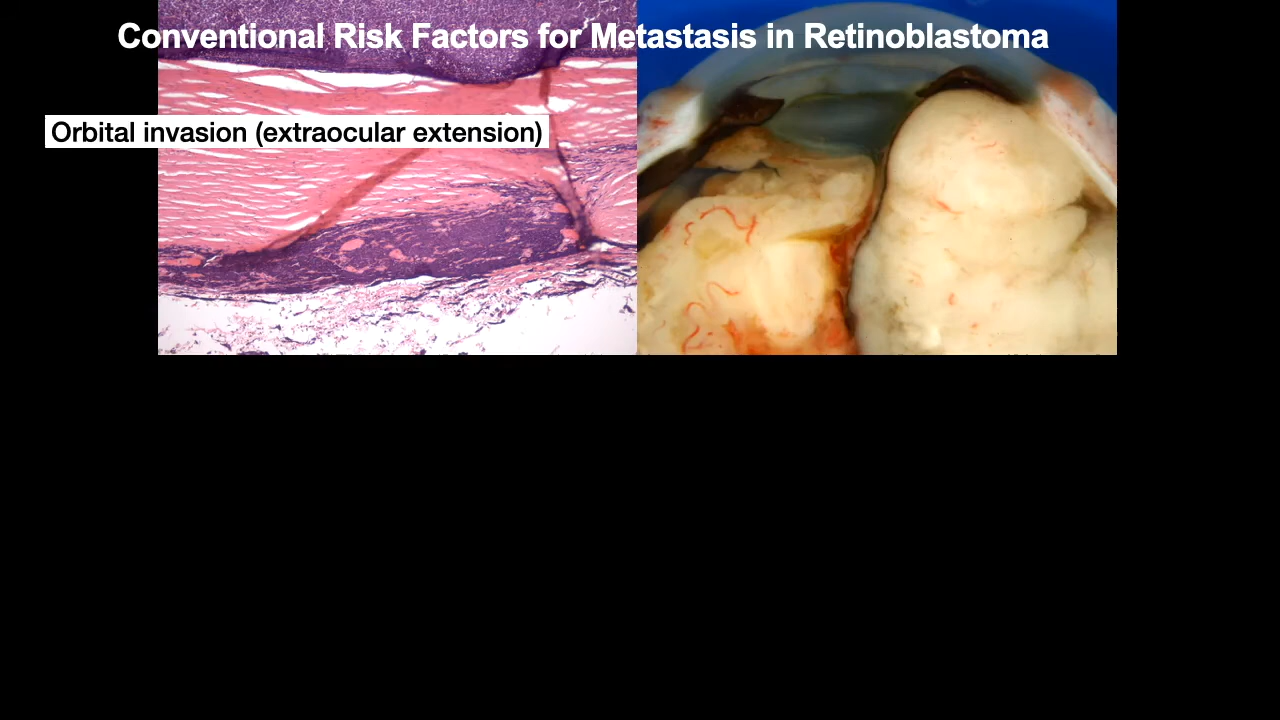 Conventional Risk Factors for Metastasis in Retinoblastoma
Orbital invasion (extraocular extension)